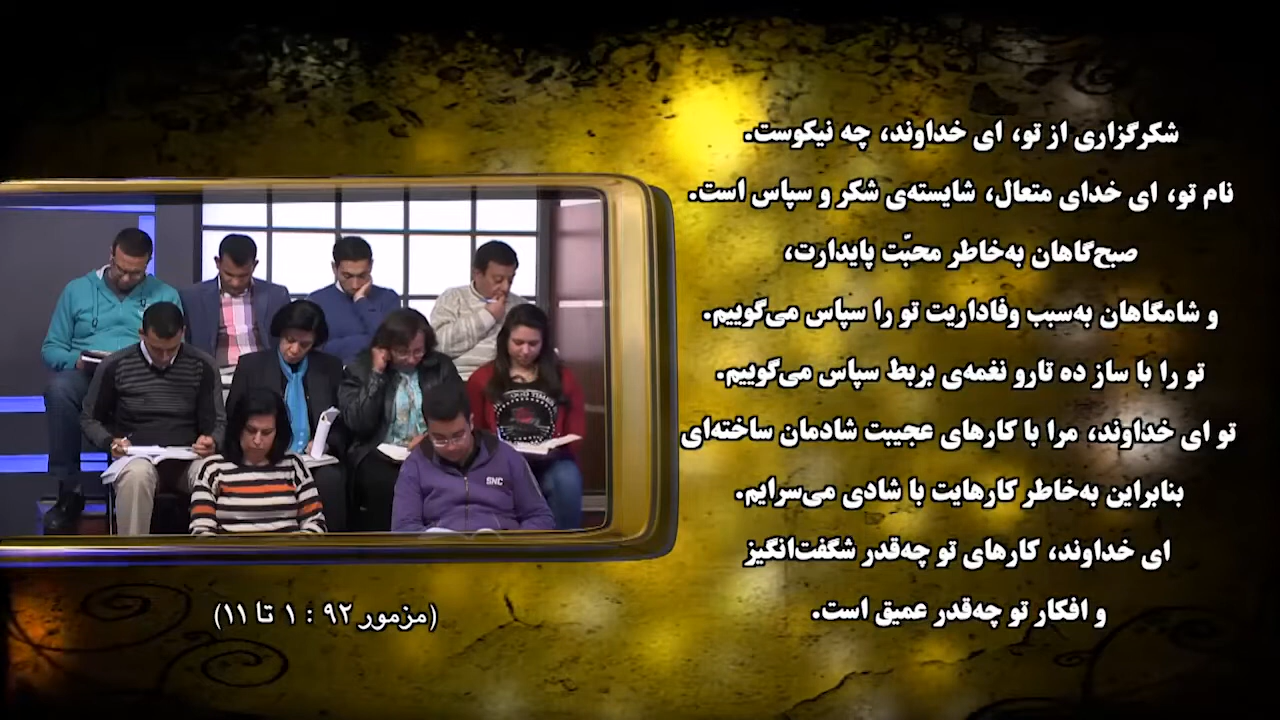 شکرگزاری از تو، ای خداوند، چه نیکوست.
نام تو، ای خدای متعال، شایسته‌ی شکر و سپاس است.
صبح‌گاهان به‌خاطر محبّت پایدارت،
و شامگاهان به‌سبب وفاداریت تو را سپاس می‌گوییم.
تو را با ساز ده تارو نغمه‌ی بربط سپاس می‌گوییم.
تو ای خداوند، مرا با کارهای عجیبت شادمان ساخته‌ای
بنابراین به‌خاطر کارهایت با شادی می‌سرایم.
ای خداوند، کارهای تو چه‌قدر شگفت‌انگیز
و افکار تو چه‌قدر عمیق است.
(مزمور ۹۲ : ۱ تا ۱۱)
SNC